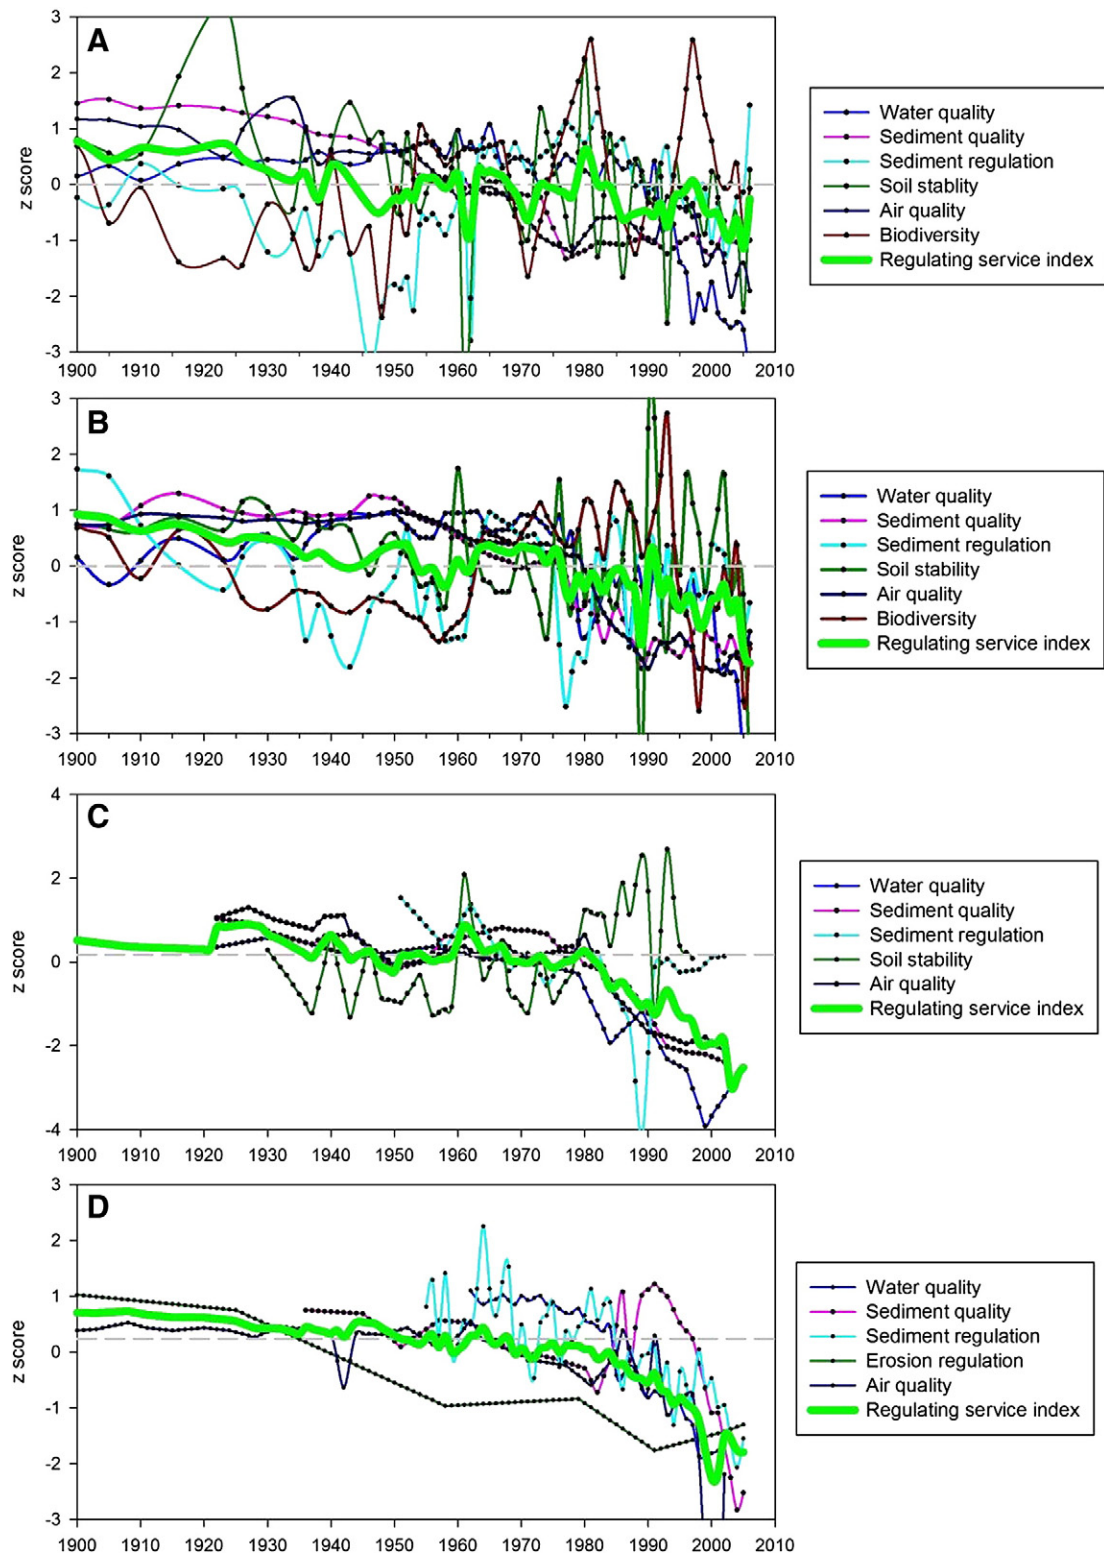 A
3
2
1
0
-1
-2
-3
z score
1900 1910 1920 1930 1940 1950 1960 1970 1980 1990 2000 2010
Water quality
Sediment quality
Sediment regulation
Soil stablity
Air quality
Biodiversity
Regulating service index
B
3
2
1
0
-1
-2
-3
z score
1900 1910 1920 1930 1940 1950 1960 1970 1980 1990 2000 2010
Water quality
Sediment quality
Sediment regulation
Soil stability
Air quality
Biodiversity
Regulating service index
C
4
2
0
-2
-4
z score
1900 1910 1920 1930 1940 1950 1960 1970 1980 1990 2000 2010
Water quality
Sediment quality
Sediment regulation
Soil stability
Air quality
Regulating service index
D
3
2
1
0
-1
-2
-3
z score
1900 1910 1920 1930 1940 1950 1960 1970 1980 1990 2000 2010
Water quality
Sediment quality
Sediment regulation
Erosion regulation
Air quality
Regulating service index